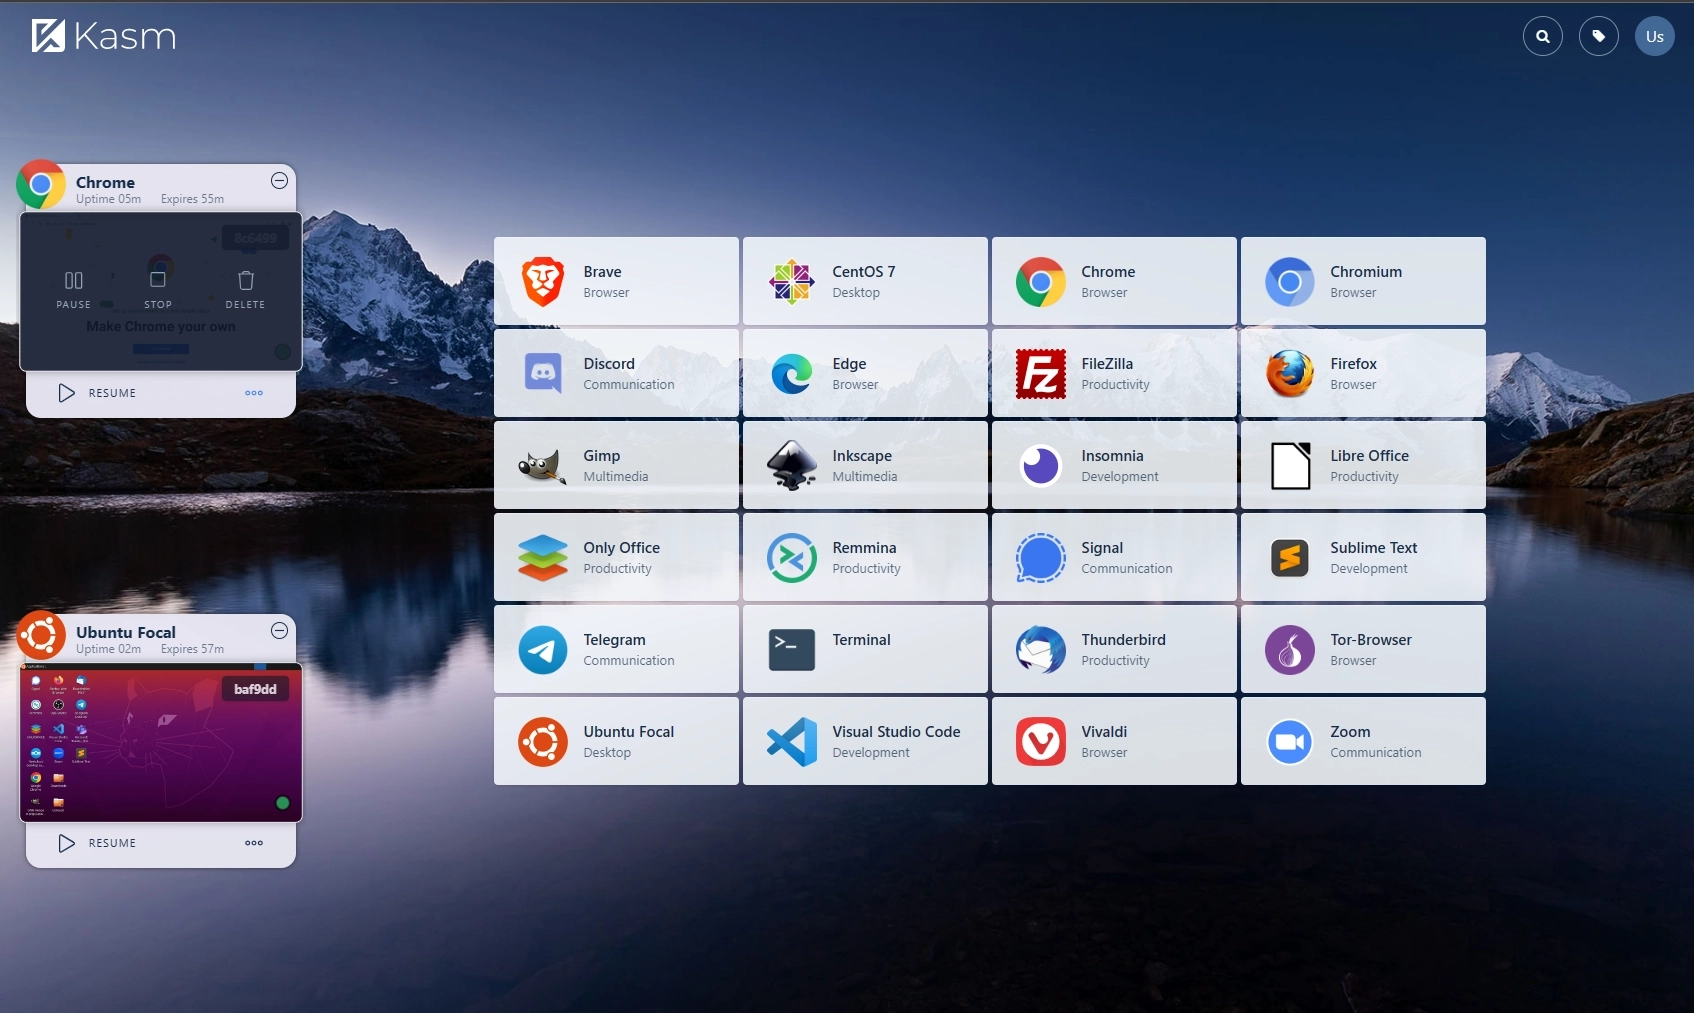 Kasm
Us
Chrome
Uptime 05m Expires 55m
8c6499
PAUSE STOP DELETE
Make Chrome your own
RESUME
Ubuntu Focal
Uptime 02m Expires 57m
baf9dd
RESUME
Brave
Browser
CentOS 7
Desktop
Chrome
Browser
Chromium
Browser
Discord
Communication
Edge
Browser
FileZilla
Productivity
Firefox
Browser
Gimp
Multimedia
Inkscape
Multimedia
Insomnia
Development
Libre Office
Productivity
Only Office
Productivity
Remmina
Productivity
Signal
Communication
Sublime Text
Development
Telegram
Communication
Terminal
Thunderbird
Productivity
Tor-Browser
Browser
Ubuntu Focal
Desktop
Visual Studio Code
Development
Vivaldi
Browser
Zoom
Communication